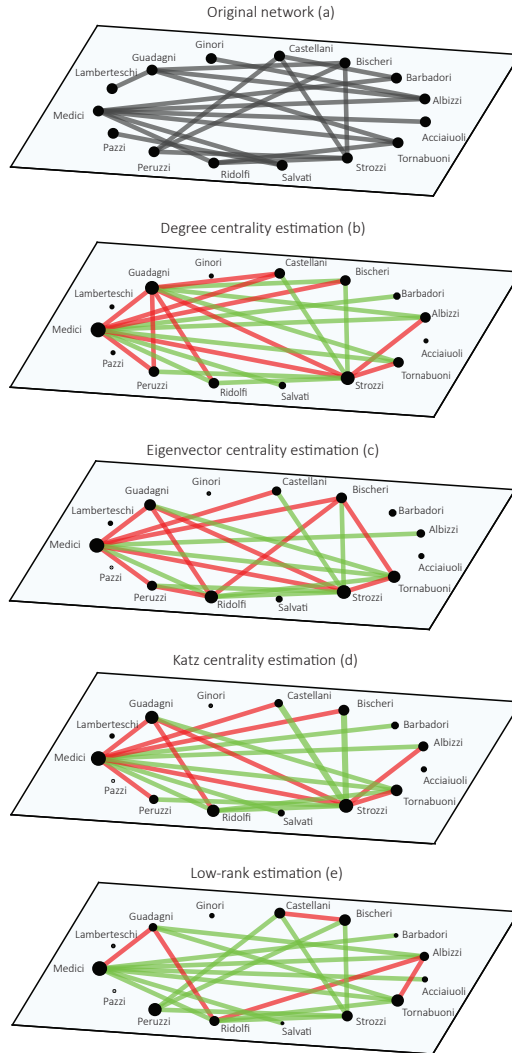 Original network (a)
Ginori
Castellani
Guadagni
Bischeri
Lamberteschi
Barbadori
Albizzi
Medici
Acciaiuoli
Pazzi
Tornabuoni
Peruzzi
Ridolfi
Salvati
Strozzi
Degree centrality estimation (b)
Ginori
Castellani
Guadagni
Bischeri
Lamberteschi
Barbadori
Albizzi
Medici
Acciaiuoli
Pazzi
Tornabuoni
Peruzzi
Ridolfi
Salvati
Strozzi
Eigenvector centrality estimation (c)
Ginori
Castellani
Guadagni
Bischeri
Lamberteschi
Barbadori
Albizzi
Medici
Acciaiuoli
Pazzi
Tornabuoni
Peruzzi
Ridolfi
Salvati
Strozzi
Katz centrality estimation (d)
Ginori
Castellani
Guadagni
Bischeri
Lamberteschi
Barbadori
Albizzi
Medici
Acciaiuoli
Pazzi
Tornabuoni
Peruzzi
Ridolfi
Salvati
Strozzi
Low-rank estimation (e)
Ginori
Castellani
Guadagni
Bischeri
Lamberteschi
Barbadori
Albizzi
Medici
Acciaiuoli
Pazzi
Tornabuoni
Peruzzi
Ridolfi
Salvati
Strozzi